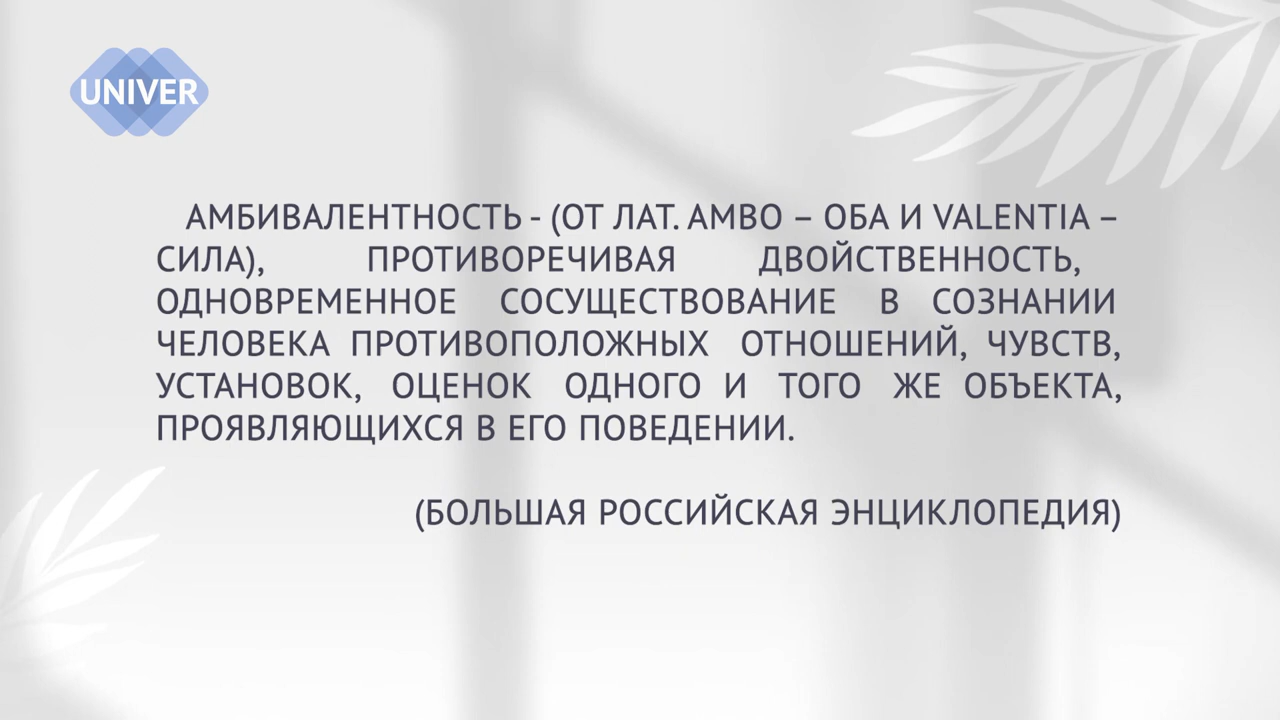 UNIVER
АМБИВАЛЕНТНОСТЬ - (ОТ ЛАТ. AMBO – ОБА И VALENTIA –
СИЛА), ПРОТИВОРЕЧИВАЯ ДВОЙСТВЕННОСТЬ,
ОДНОВРЕМЕННОЕ СОСУЩЕСТВОВАНИЕ В СОЗНАНИИ
ЧЕЛОВЕКА ПРОТИВОПОЛОЖНЫХ ОТНОШЕНИЙ, ЧУВСТВ,
УСТАНОВОК, ОЦЕНОК ОДНОГО И ТОГО ЖЕ ОБЪЕКТА,
ПРОЯВЛЯЮЩИХСЯ В ЕГО ПОВЕДЕНИИ.
(БОЛЬШАЯ РОССИЙСКАЯ ЭНЦИКЛОПЕДИЯ)